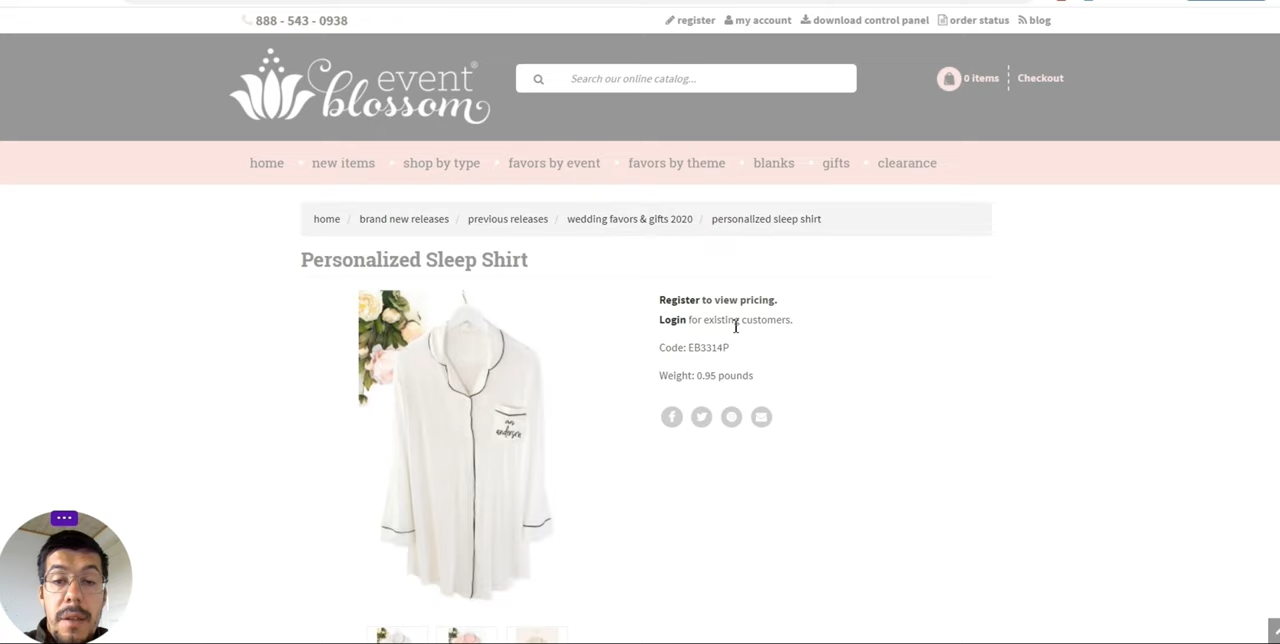 888 - 543 - 0938
register my account download control panel order status blog
event blossom®
Search our online catalog...
0 items Checkout
home new items shop by type favors by event favors by theme blanks gifts clearance
home / brand new releases / previous releases / wedding favors & gifts 2020 / personalized sleep shirt
Personalized Sleep Shirt
Register to view pricing.
Login for existing customers.
Code: EB3314P
Weight: 0.95 pounds